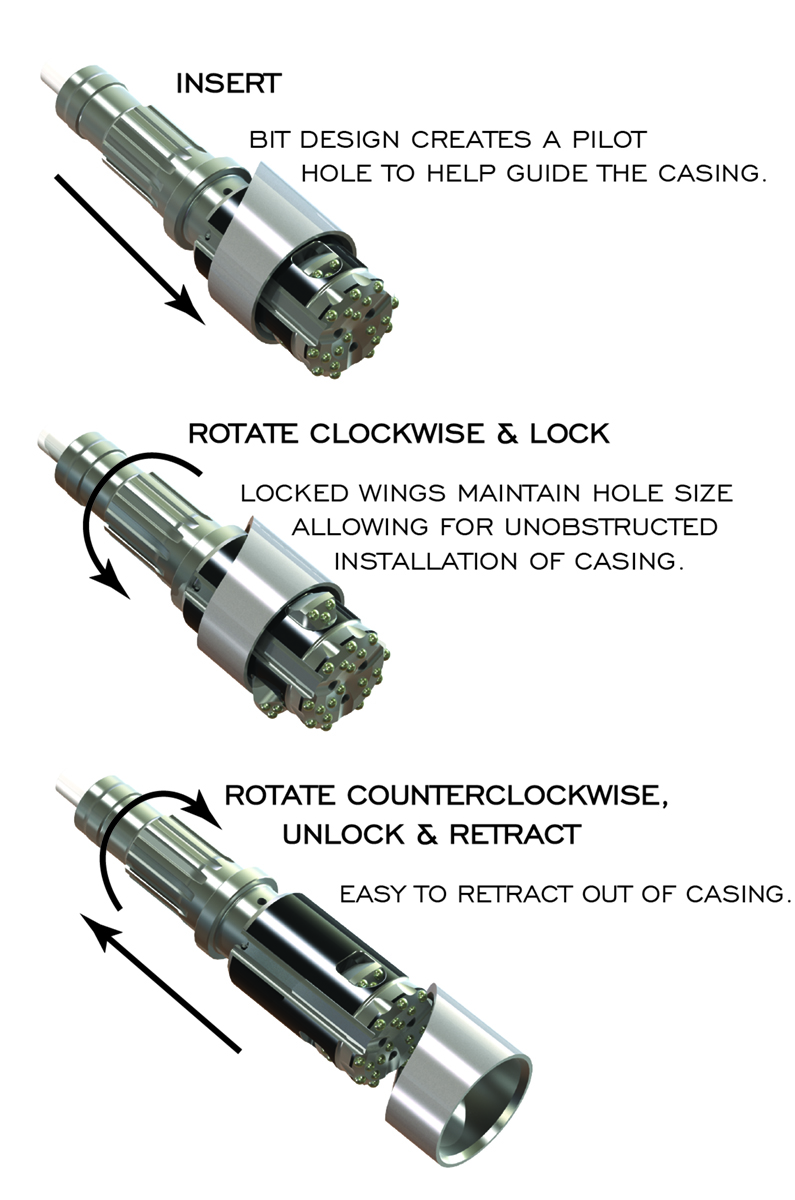 INSERT
BIT DESIGN CREATES A PILOT
HOLE TO HELP GUIDE THE CASING.
ROTATE CLOCKWISE & LOCK
LOCKED WINGS MAINTAIN HOLE SIZE
ALLOWING FOR UNOBSTRUCTED
INSTALLATION OF CASING.
ROTATE COUNTERCLOCKWISE,
UNLOCK & RETRACT
EASY TO RETRACT OUT OF CASING.